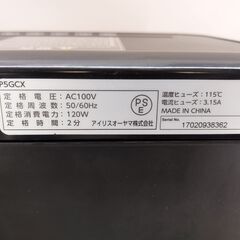 P5GCX
定格電圧:AC100V
定格周波数:50/60Hz
定格消費電力:120W
定格時間:2分
アイリスオーヤマ株式会社
PS
E
温度ヒューズ:115℃
電流ヒューズ:3.15A
MADE IN CHINA
Serial No.
17020938362